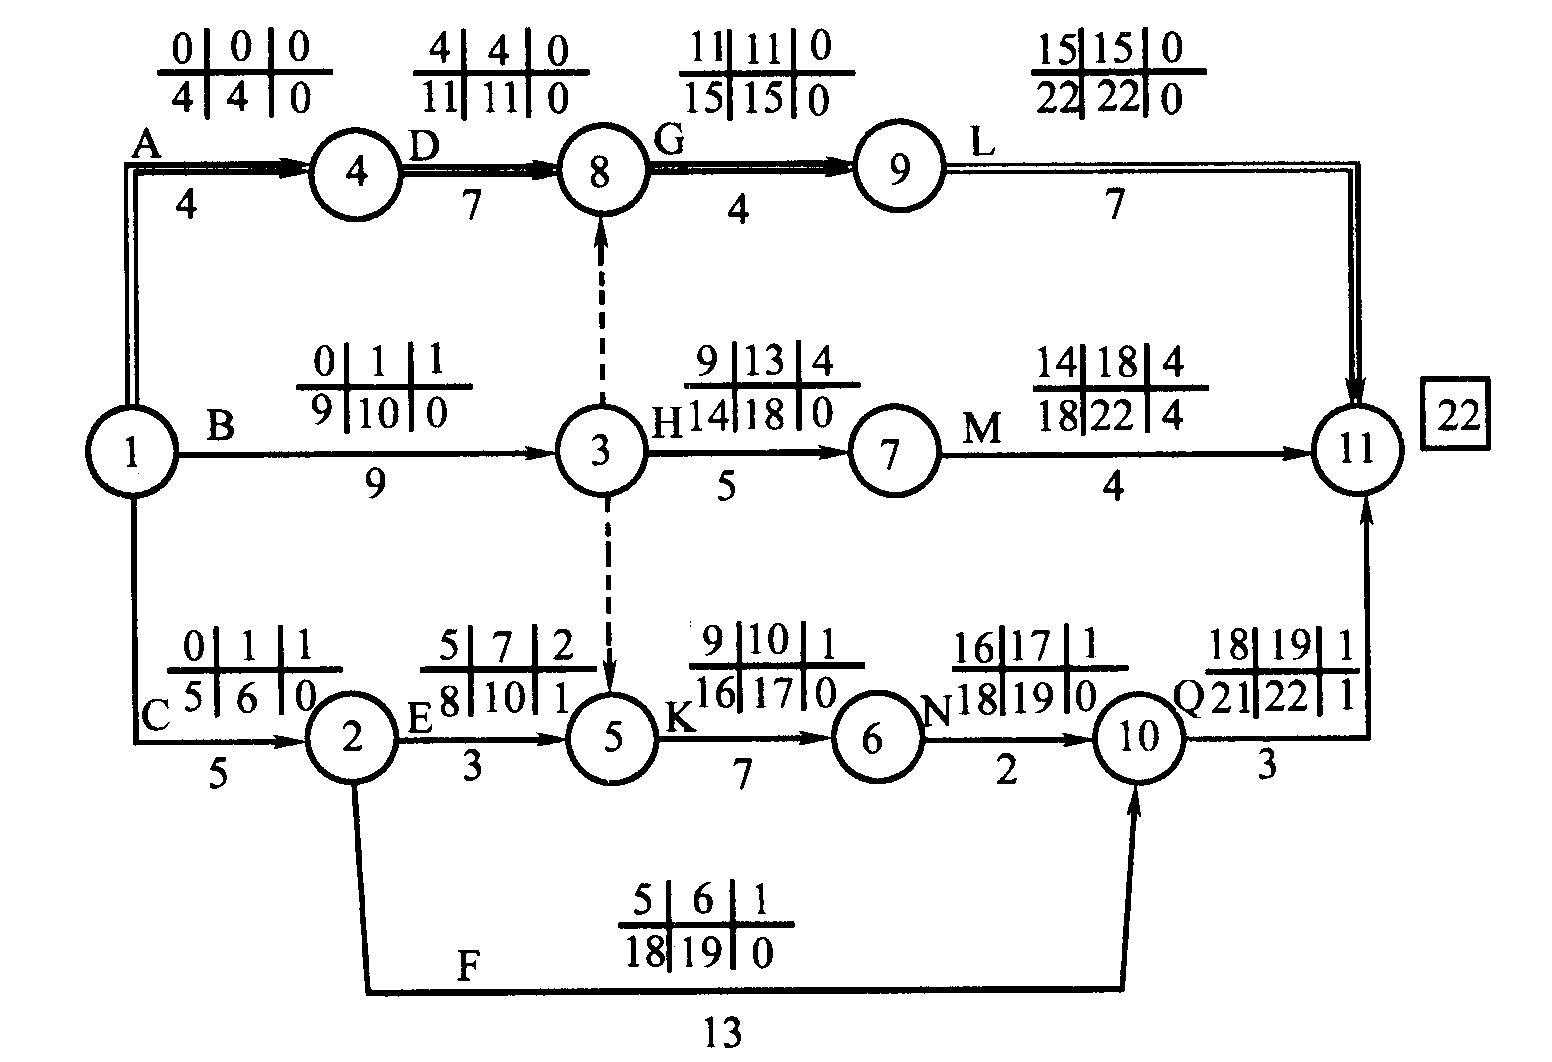 0 0 0 4 4 0 11 11 0 15 15 0
4 4 0 11 11 0 15 15 0 22 22 0
A 4 D 8 G 9 L
4 7 4 7
0 1 1 9 13 4 14 18 4
9 10 0 14 18 0 18 22 4 22
1 B 3 H 7 M 11
9 5 4
0 1 1 5 7 2 9 10 1 16 17 1 18 19 1
5 6 0 8 10 1 16 17 0 18 19 0 21 22 1
C 2 E 5 K 6 N 10 Q
5 3 7 2 3
5 6 1
18 19 0
F
13